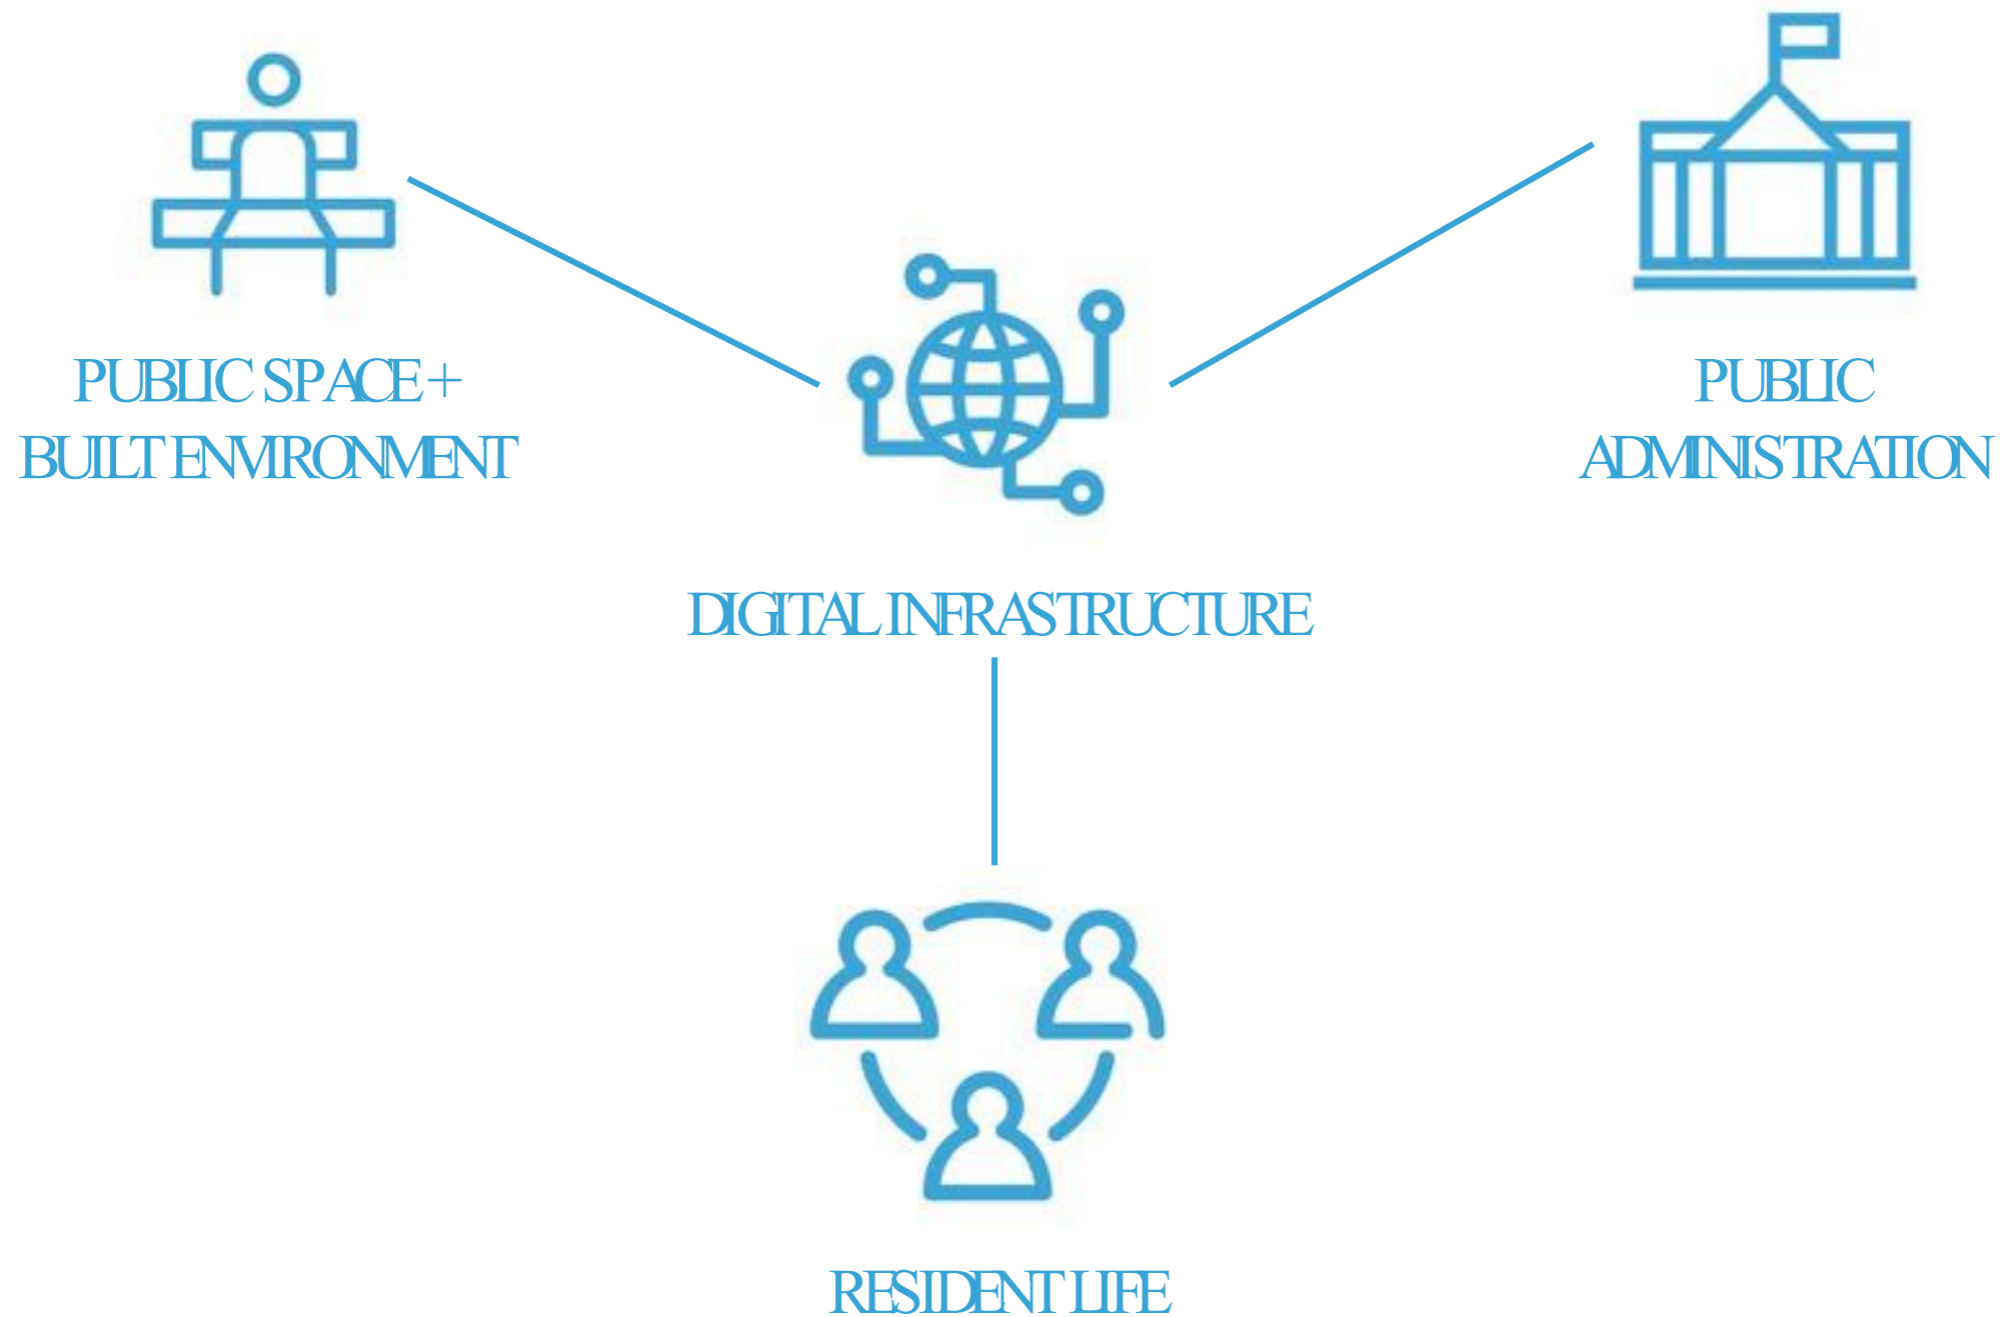 PUBLIC SPACE +
BUILT ENVIRONMENT
PUBLIC
ADMINISTRATION
DIGITAL INFRASTRUCTURE
RESIDENT LIFE